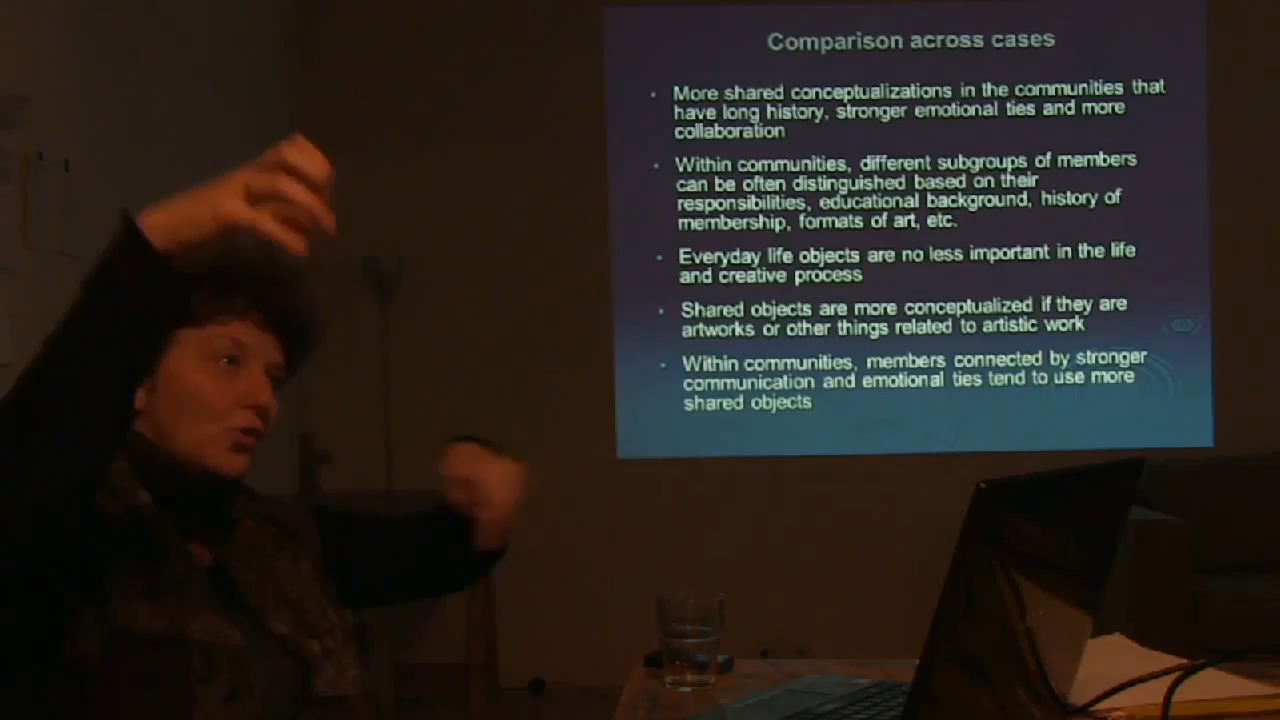 Comparison across cases
More shared conceptualizations in the communities that
have long history, stronger emotional ties and more
collaboration
Within communities, different subgroups of members
can be often distinguished based on their
responsibilities, educational background, history of
membership, formats of art, etc.
Everyday life objects are no less important in the life
and creative process
Shared objects are more conceptualized if they are
artworks or other things related to artistic work
Within communities, members connected by stronger
communication and emotional ties tend to use more
shared objects